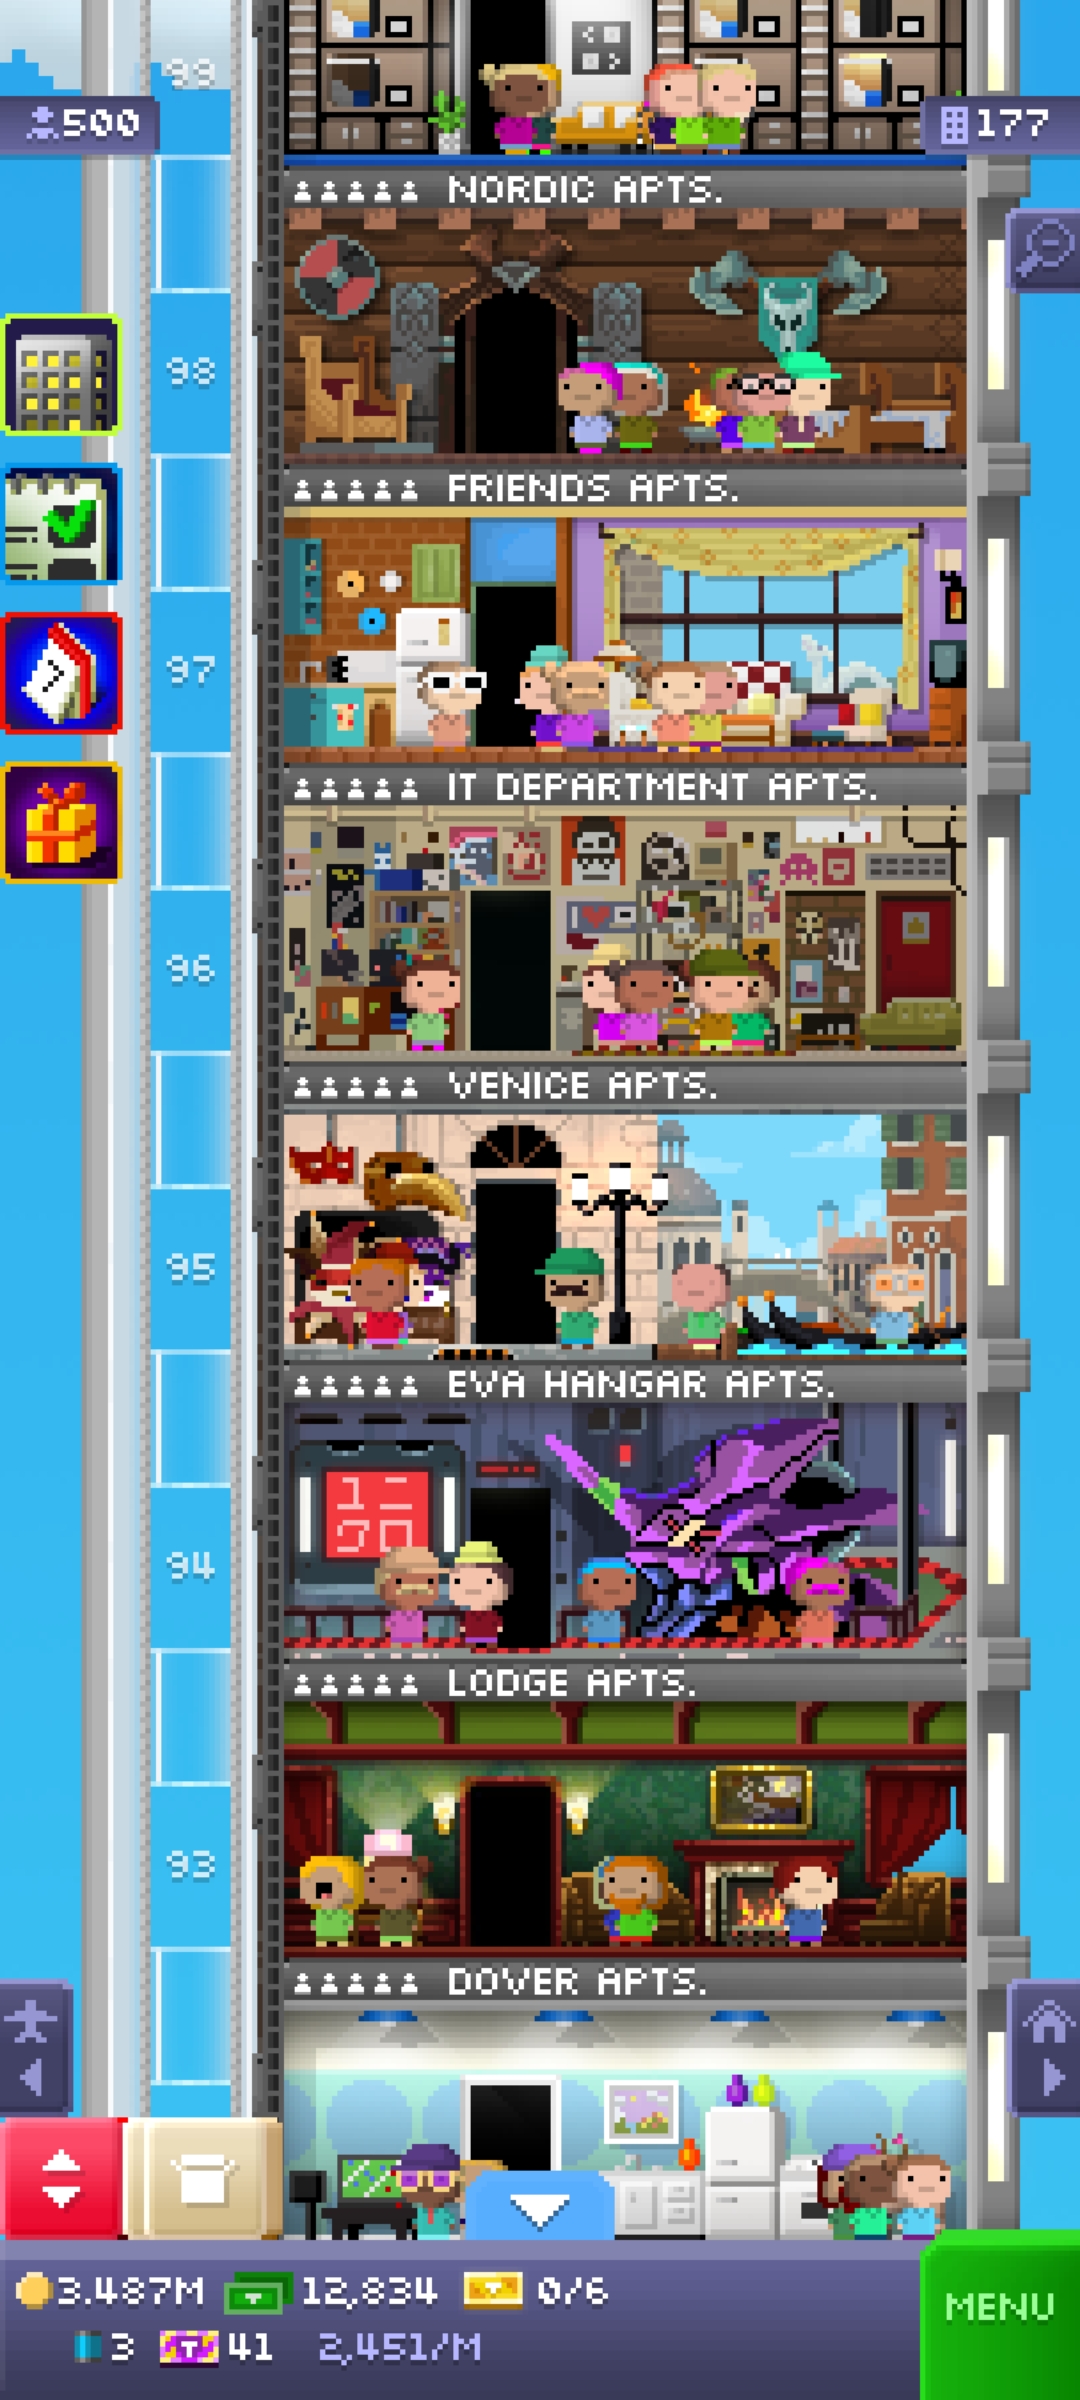 99
500
177
NORDIC APTS.
98
FRIENDS APTS.
97
IT DEPARTMENT APTS.
96
VENICE APTS.
95
EVA HANGAR APTS.
94
LODGE APTS.
93
DOVER APTS.
3.487M 12,834 0/6
3 41 2,451/M
MENU